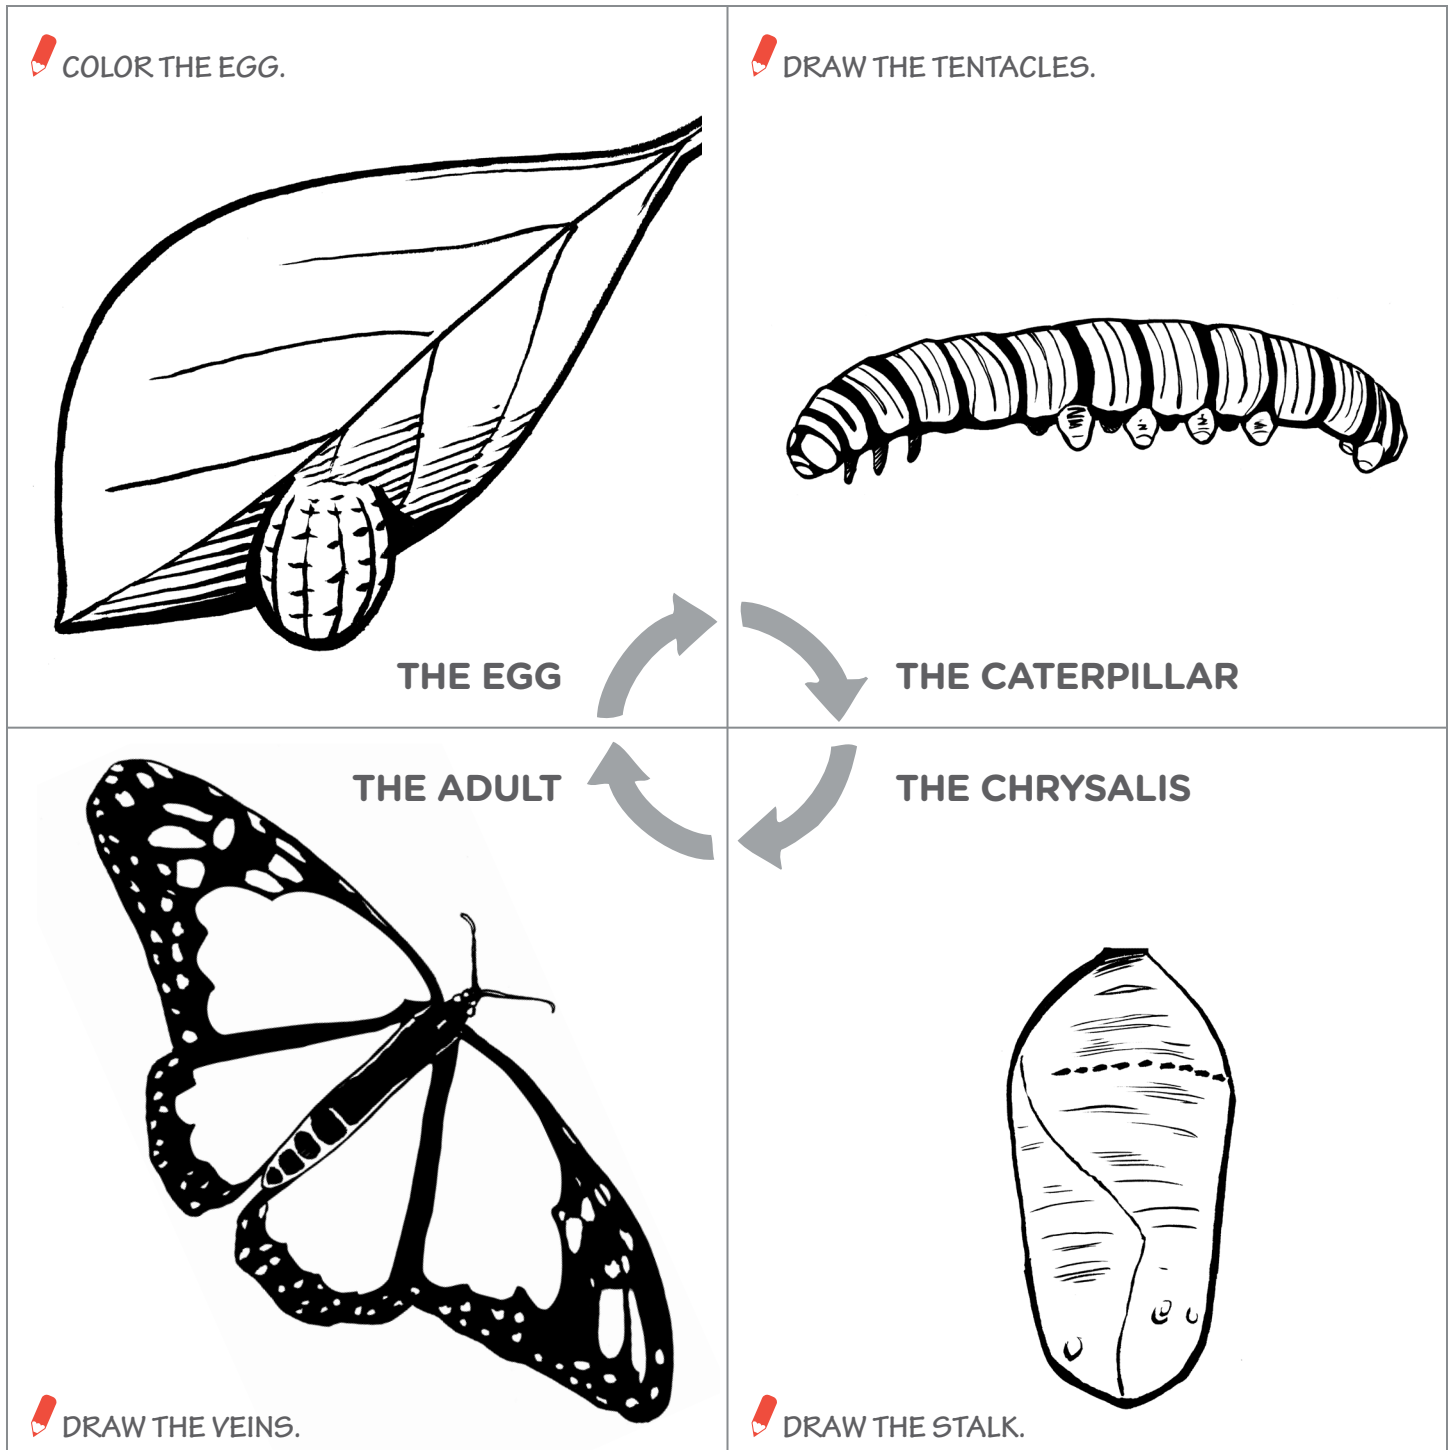 COLOR THE EGG.
DRAW THE TENTACLES.
THE EGG
THE CATERPILLAR
THE ADULT
THE CHRYSALIS
DRAW THE VEINS.
DRAW THE STALK.